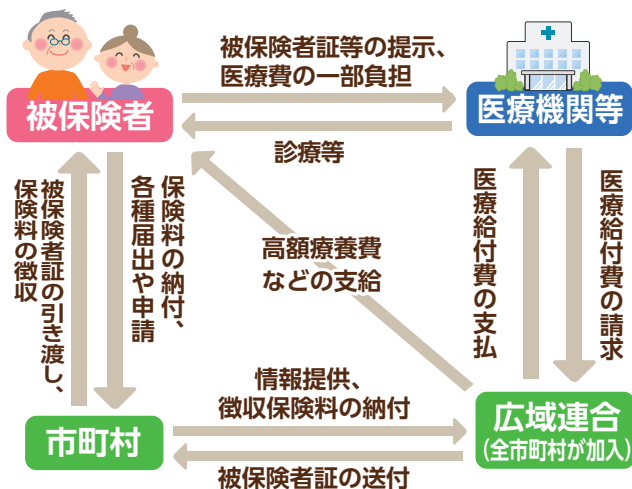 被保険者証等の提示、
医療費の一部負担
被保険者
医療機関等
診療等
被保険者証の引き渡し、
保険料の徴収
保険料の納付、
各種届出や申請
高額療養費
などの支給
医療給付費の支払
医療給付費の請求
情報提供、
徴収保険料の納付
市町村
広域連合
(全市町村が加入)
被保険者証の送付